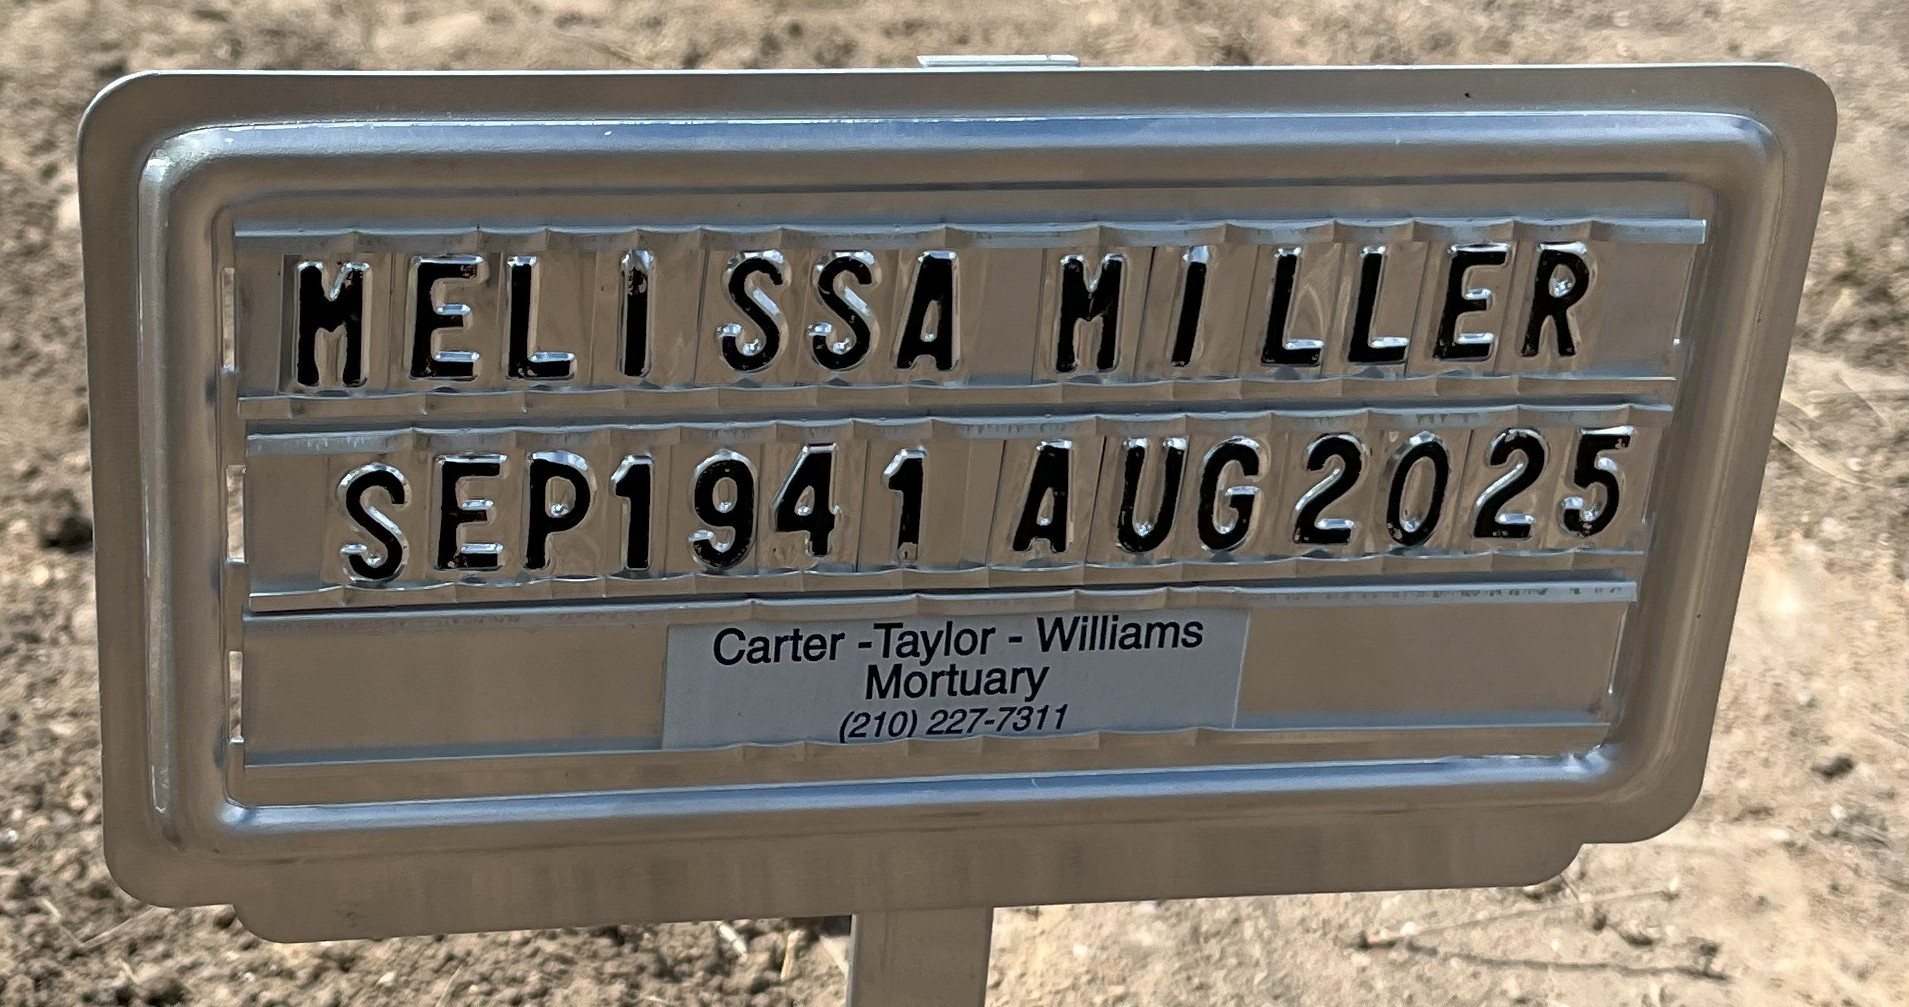 MELISSA MILLER
SEP1941 AUG2025
Carter -Taylor - Williams
Mortuary
(210) 227-7311